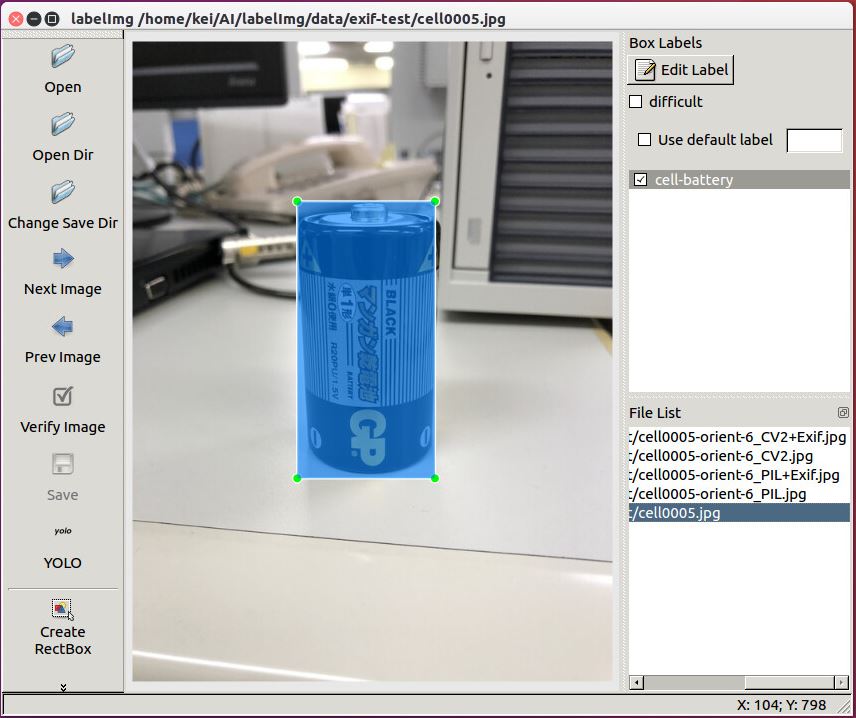 labelImg /home/kei/AI/labelImg/data/exif-test/cell0005.jpg
Open
Open Dir
Change Save Dir
Next Image
Prev Image
Verify Image
Save
yolo
YOLO
Create
RectBox
BLACK
マンガン乾電池
単1形
BATTERY
水銀0使用 R20PU/1.5V
GP
Box Labels
Edit Label
difficult
Use default label
cell-battery
File List
t/cell0005-orient-6_CV2+Exif.jpg
t/cell0005-orient-6_CV2.jpg
t/cell0005-orient-6_PIL+Exif.jpg
t/cell0005-orient-6_PIL.jpg
t/cell0005.jpg
X: 104; Y: 798